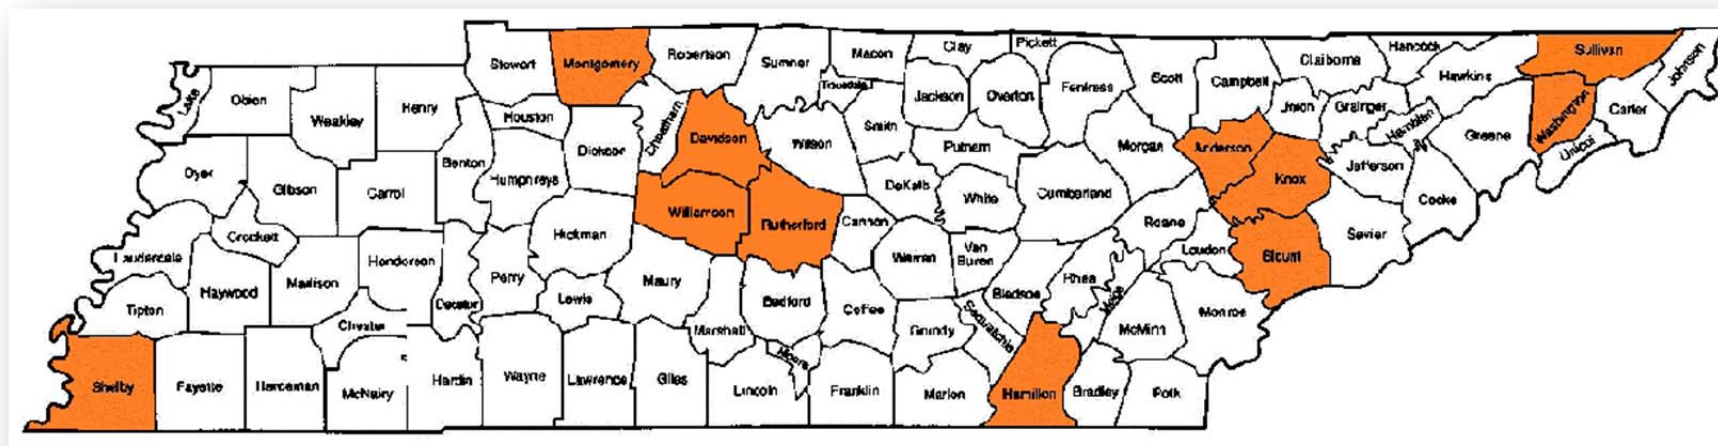 Lake
Obion
Weakley
Henry
Stewart
Montgomery
Robertson
Sumner
Macon
Trousdale
Clay
Pickett
Jackson
Overton
Fentress
Scott
Campbell
Claiborne
Hancock
Hawkins
Sullivan
Johnson
Union
Grainger
Hamblen
Greene
Washington
Carter
Unicoi
Dyer
Gibson
Carrol
Benton
Houston
Humphreys
Dickson
Cheatham
Davidson
Wilson
Smith
Putnam
DeKalb
White
Cumberland
Morgan
Anderson
Knox
Jefferson
Cocke
Sevier
Lauderdale
Crockett
Haywood
Madison
Henderson
Decatur
Perry
Hickman
Williamson
Rutherford
Cannon
Warren
Van
Buren
Bledsoe
Rhea
Roane
Loudon
Blount
Tipton
Chester
Lewis
Maury
Marshall
Bedford
Coffee
Grundy
Sequatchie
Meigs
McMinn
Monroe
Shelby
Fayette
Hardeman
McNairy
Hardin
Wayne
Lawrence
Giles
Lincoln
Moore
Franklin
Marion
Hamilton
Bradley
Polk